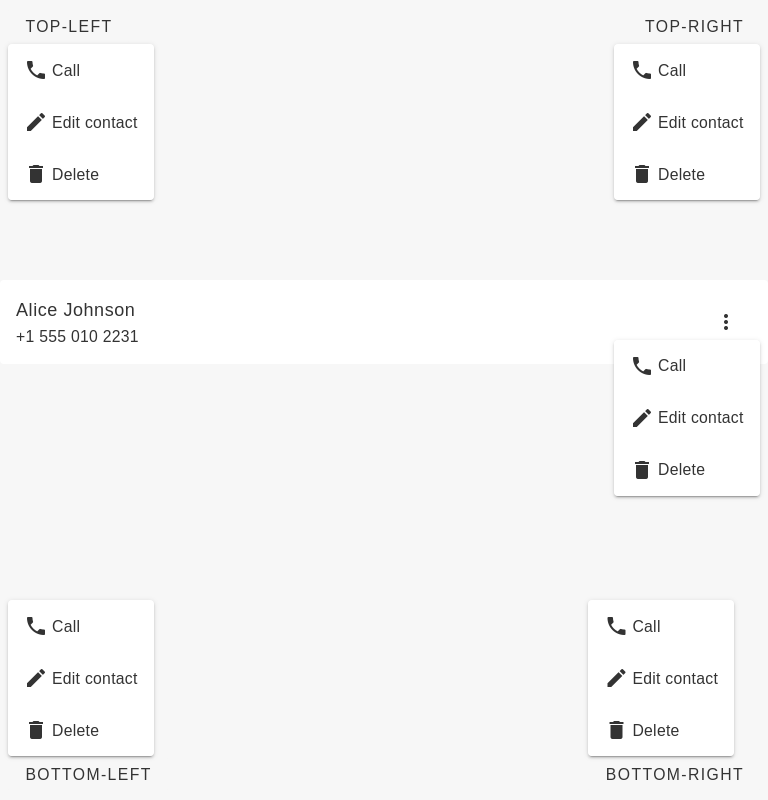 TOP-LEFT
Call
Edit contact
Delete
TOP-RIGHT
Call
Edit contact
Delete
Alice Johnson
+1 555 010 2231
Call
Edit contact
Delete
Call
Edit contact
Delete
BOTTOM-LEFT
Call
Edit contact
Delete
BOTTOM-RIGHT